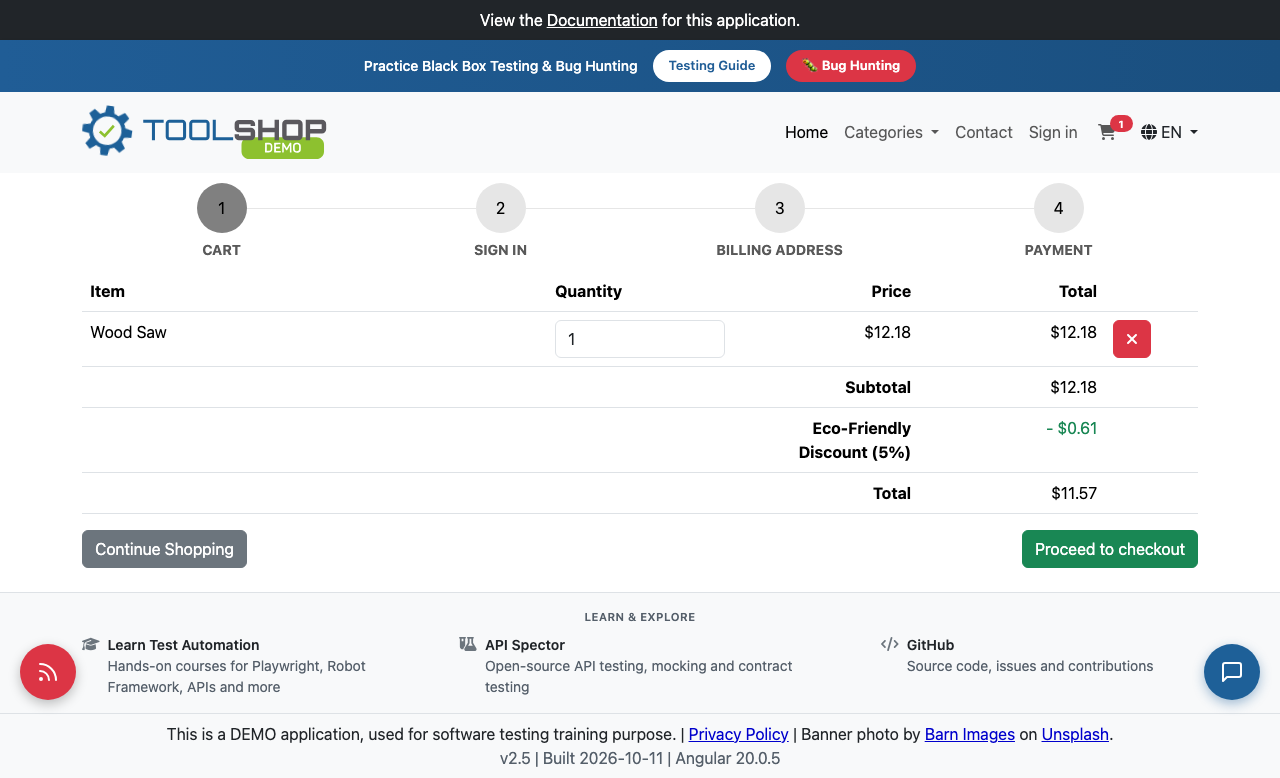 View the Documentation for this application.
Practice Black Box Testing & Bug Hunting Testing Guide 🐛 Bug Hunting
TOOLSHOP
DEMO
Home Categories Contact Sign in 1 EN
1 2 3 4
CART SIGN IN BILLING ADDRESS PAYMENT
Item Quantity Price Total
Wood Saw 1 $12.18 $12.18
Subtotal $12.18
Eco-Friendly - $0.61
Discount (5%)
Total $11.57
Continue Shopping Proceed to checkout
LEARN & EXPLORE
Learn Test Automation
Hands-on courses for Playwright, Robot
Framework, APIs and more
API Spector
Open-source API testing, mocking and contract
testing
GitHub
Source code, issues and contributions
This is a DEMO application, used for software testing training purpose. | Privacy Policy | Banner photo by Barn Images on Unsplash.
v2.5 | Built 2026-10-11 | Angular 20.0.5